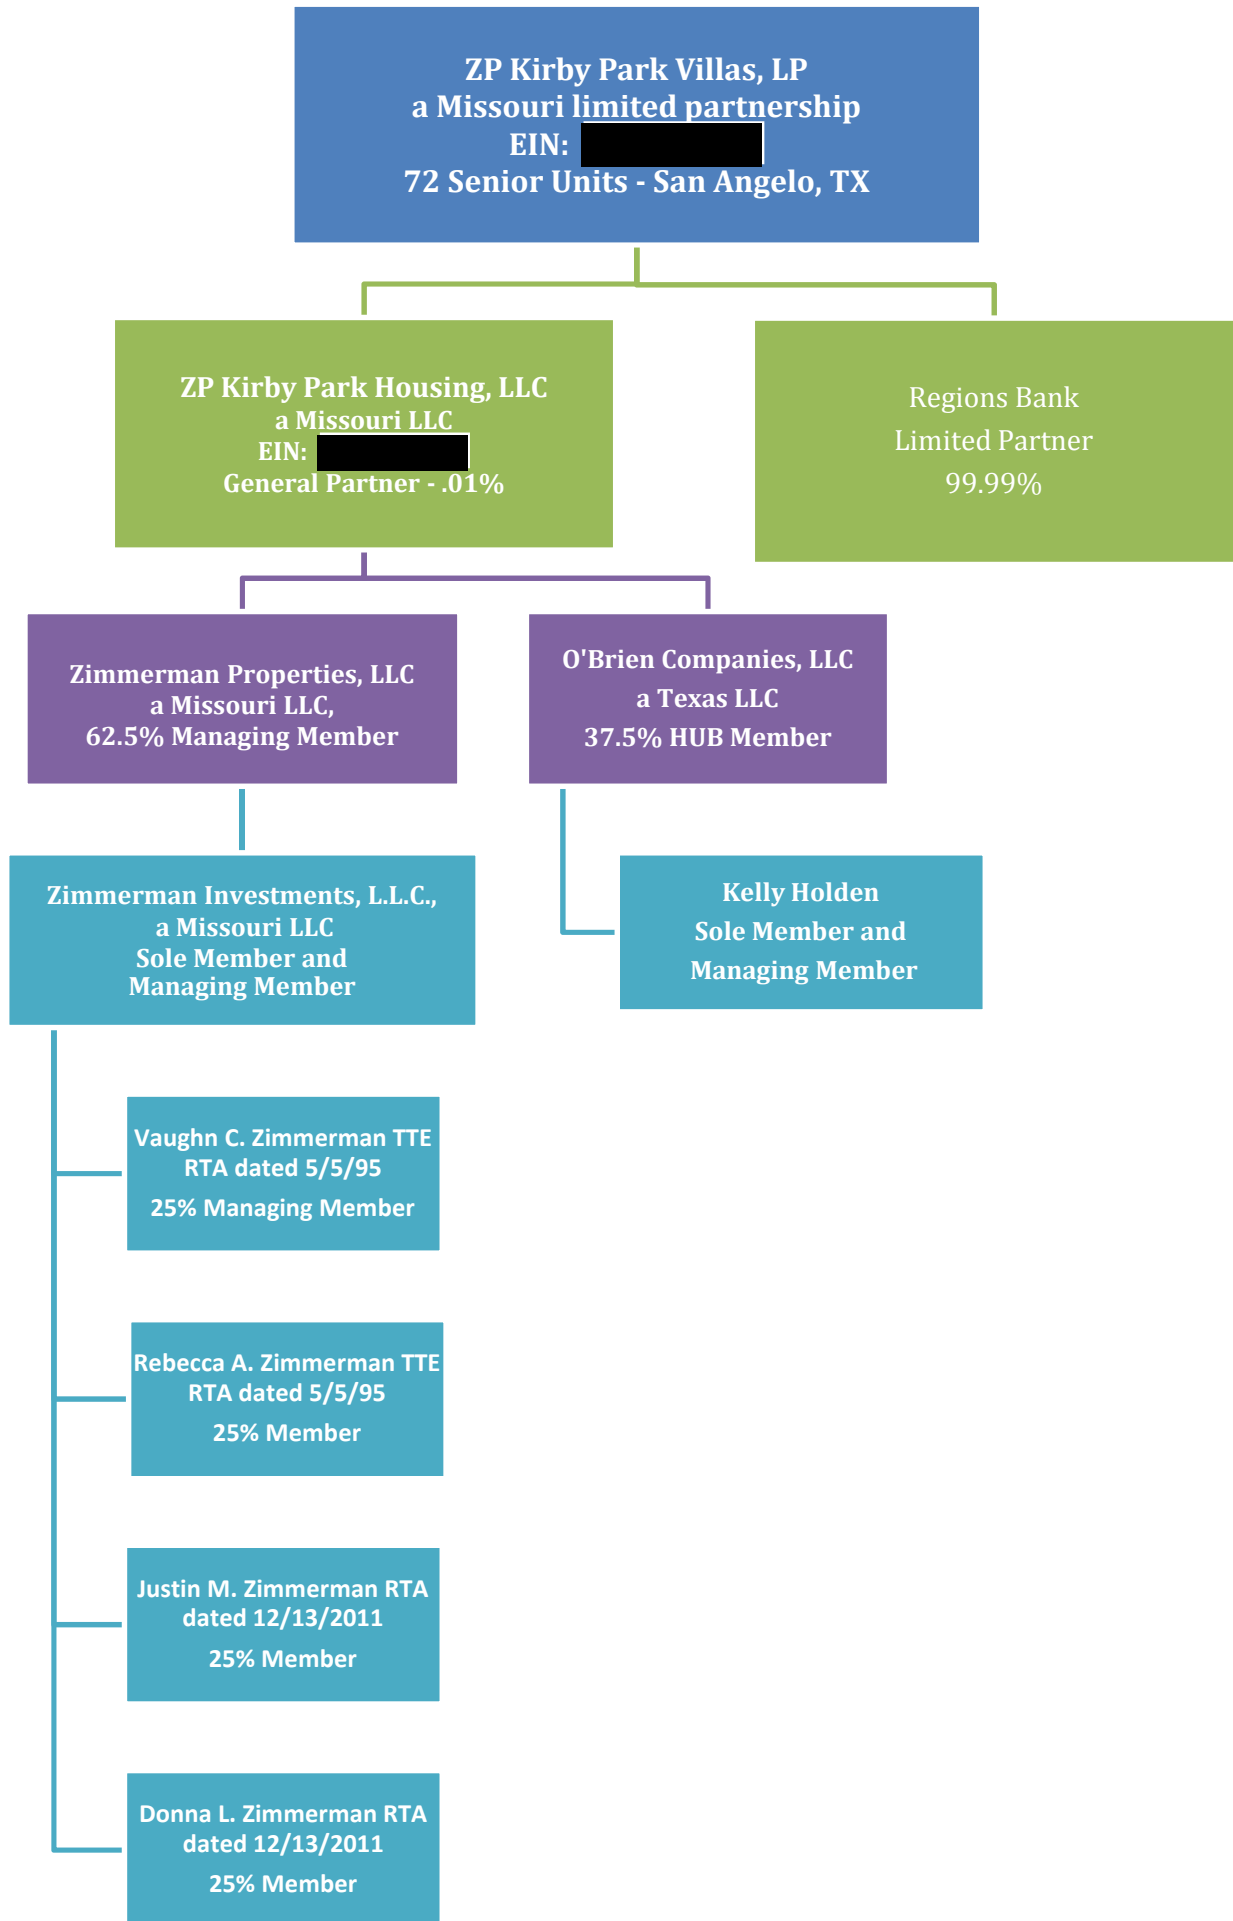 ZP Kirby Park Villas, LP
a Missouri limited partnership
EIN:
72 Senior Units - San Angelo, TX
ZP Kirby Park Housing, LLC
a Missouri LLC
EIN:
General Partner - .01%
Regions Bank
Limited Partner
99.99%
Zimmerman Properties, LLC
a Missouri LLC,
62.5% Managing Member
O'Brien Companies, LLC
a Texas LLC
37.5% HUB Member
Zimmerman Investments, L.L.C.,
a Missouri LLC
Sole Member and
Managing Member
Kelly Holden
Sole Member and
Managing Member
Vaughn C. Zimmerman TTE
RTA dated 5/5/95
25% Managing Member
Rebecca A. Zimmerman TTE
RTA dated 5/5/95
25% Member
Justin M. Zimmerman RTA
dated 12/13/2011
25% Member
Donna L. Zimmerman RTA
dated 12/13/2011
25% Member